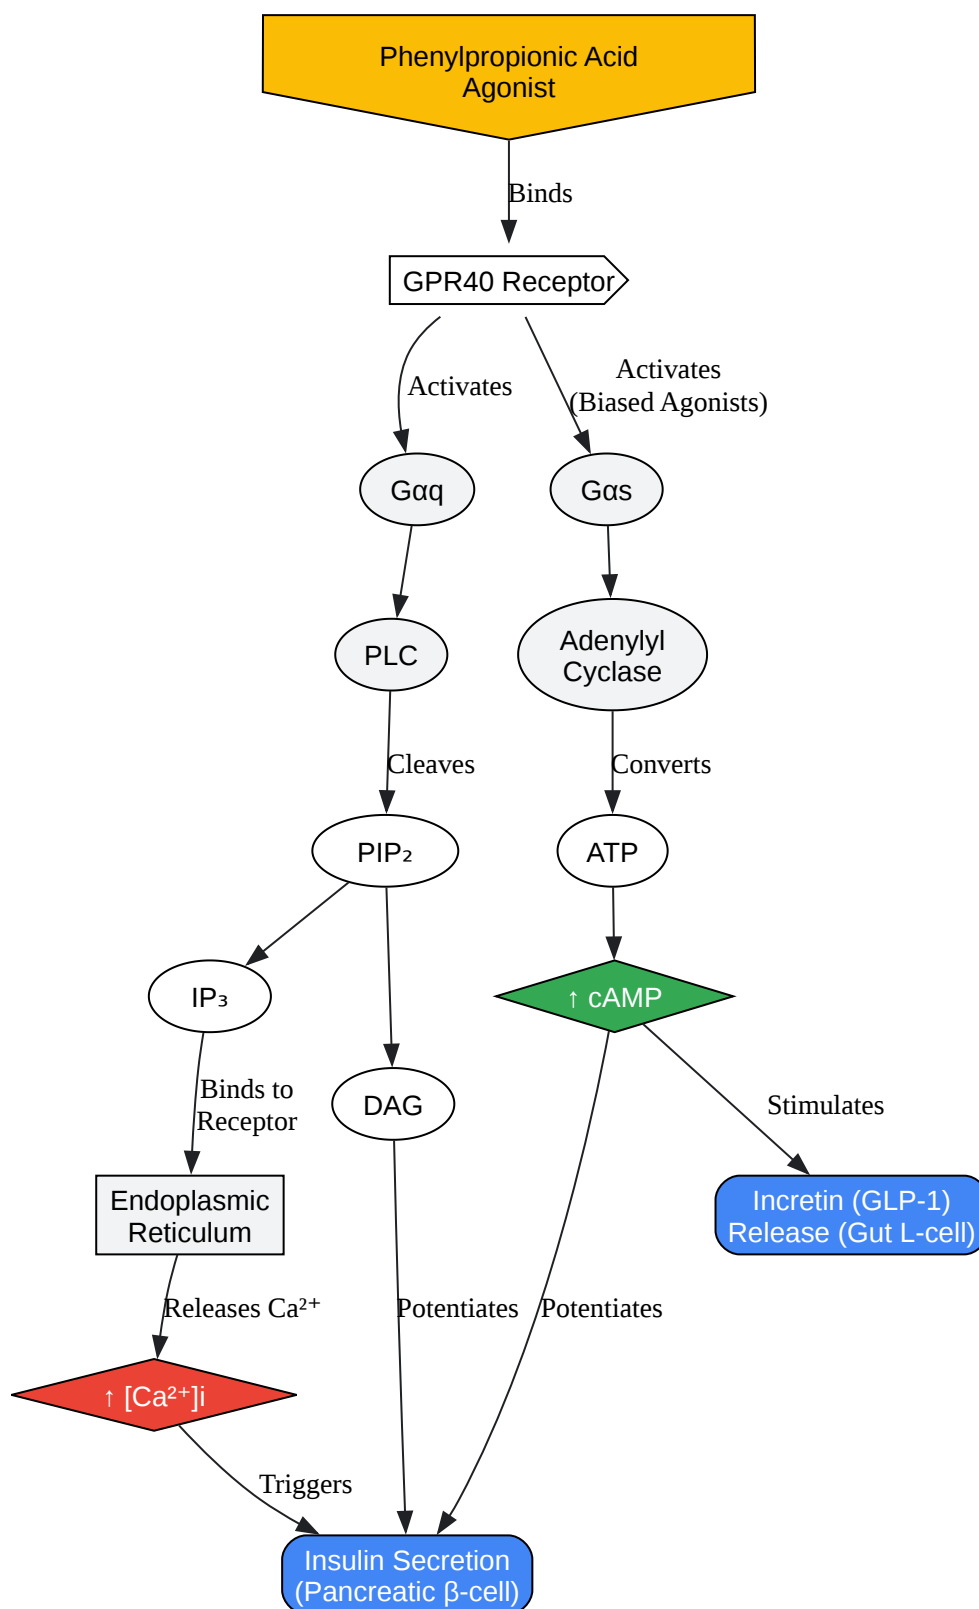 Phenylpropionic Acid
Agonist
Binds
GPR40 Receptor
Activates
Activates
(Biased Agonists)
Gαq
Gαs
PLC
Adenylyl
Cyclase
Cleaves
Converts
PIP₂
ATP
IP₃
↑ cAMP
Binds to
Receptor
DAG
Stimulates
Endoplasmic
Reticulum
Incretin (GLP-1)
Release (Gut L-cell)
Releases Ca²⁺
Potentiates
Potentiates
↑ [Ca²⁺]i
Triggers
Insulin Secretion
(Pancreatic β-cell)